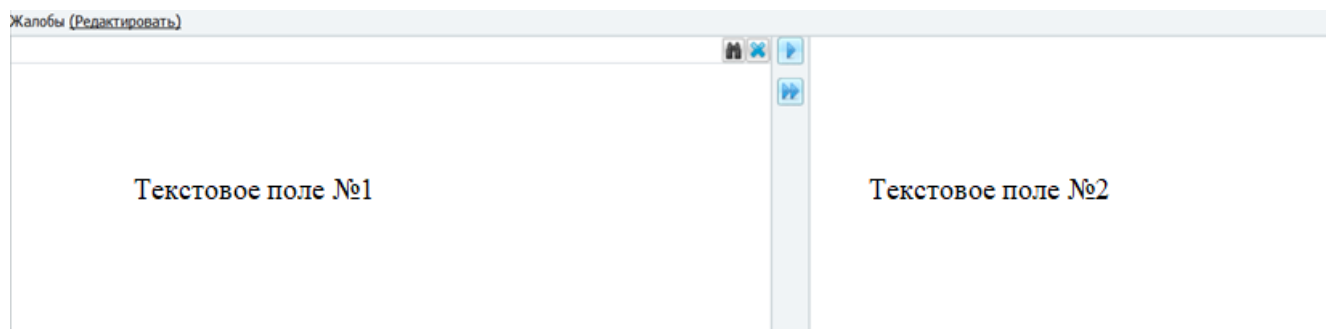 Жалобы (Редактировать)
Текстовое поле №1
Текстовое поле №2